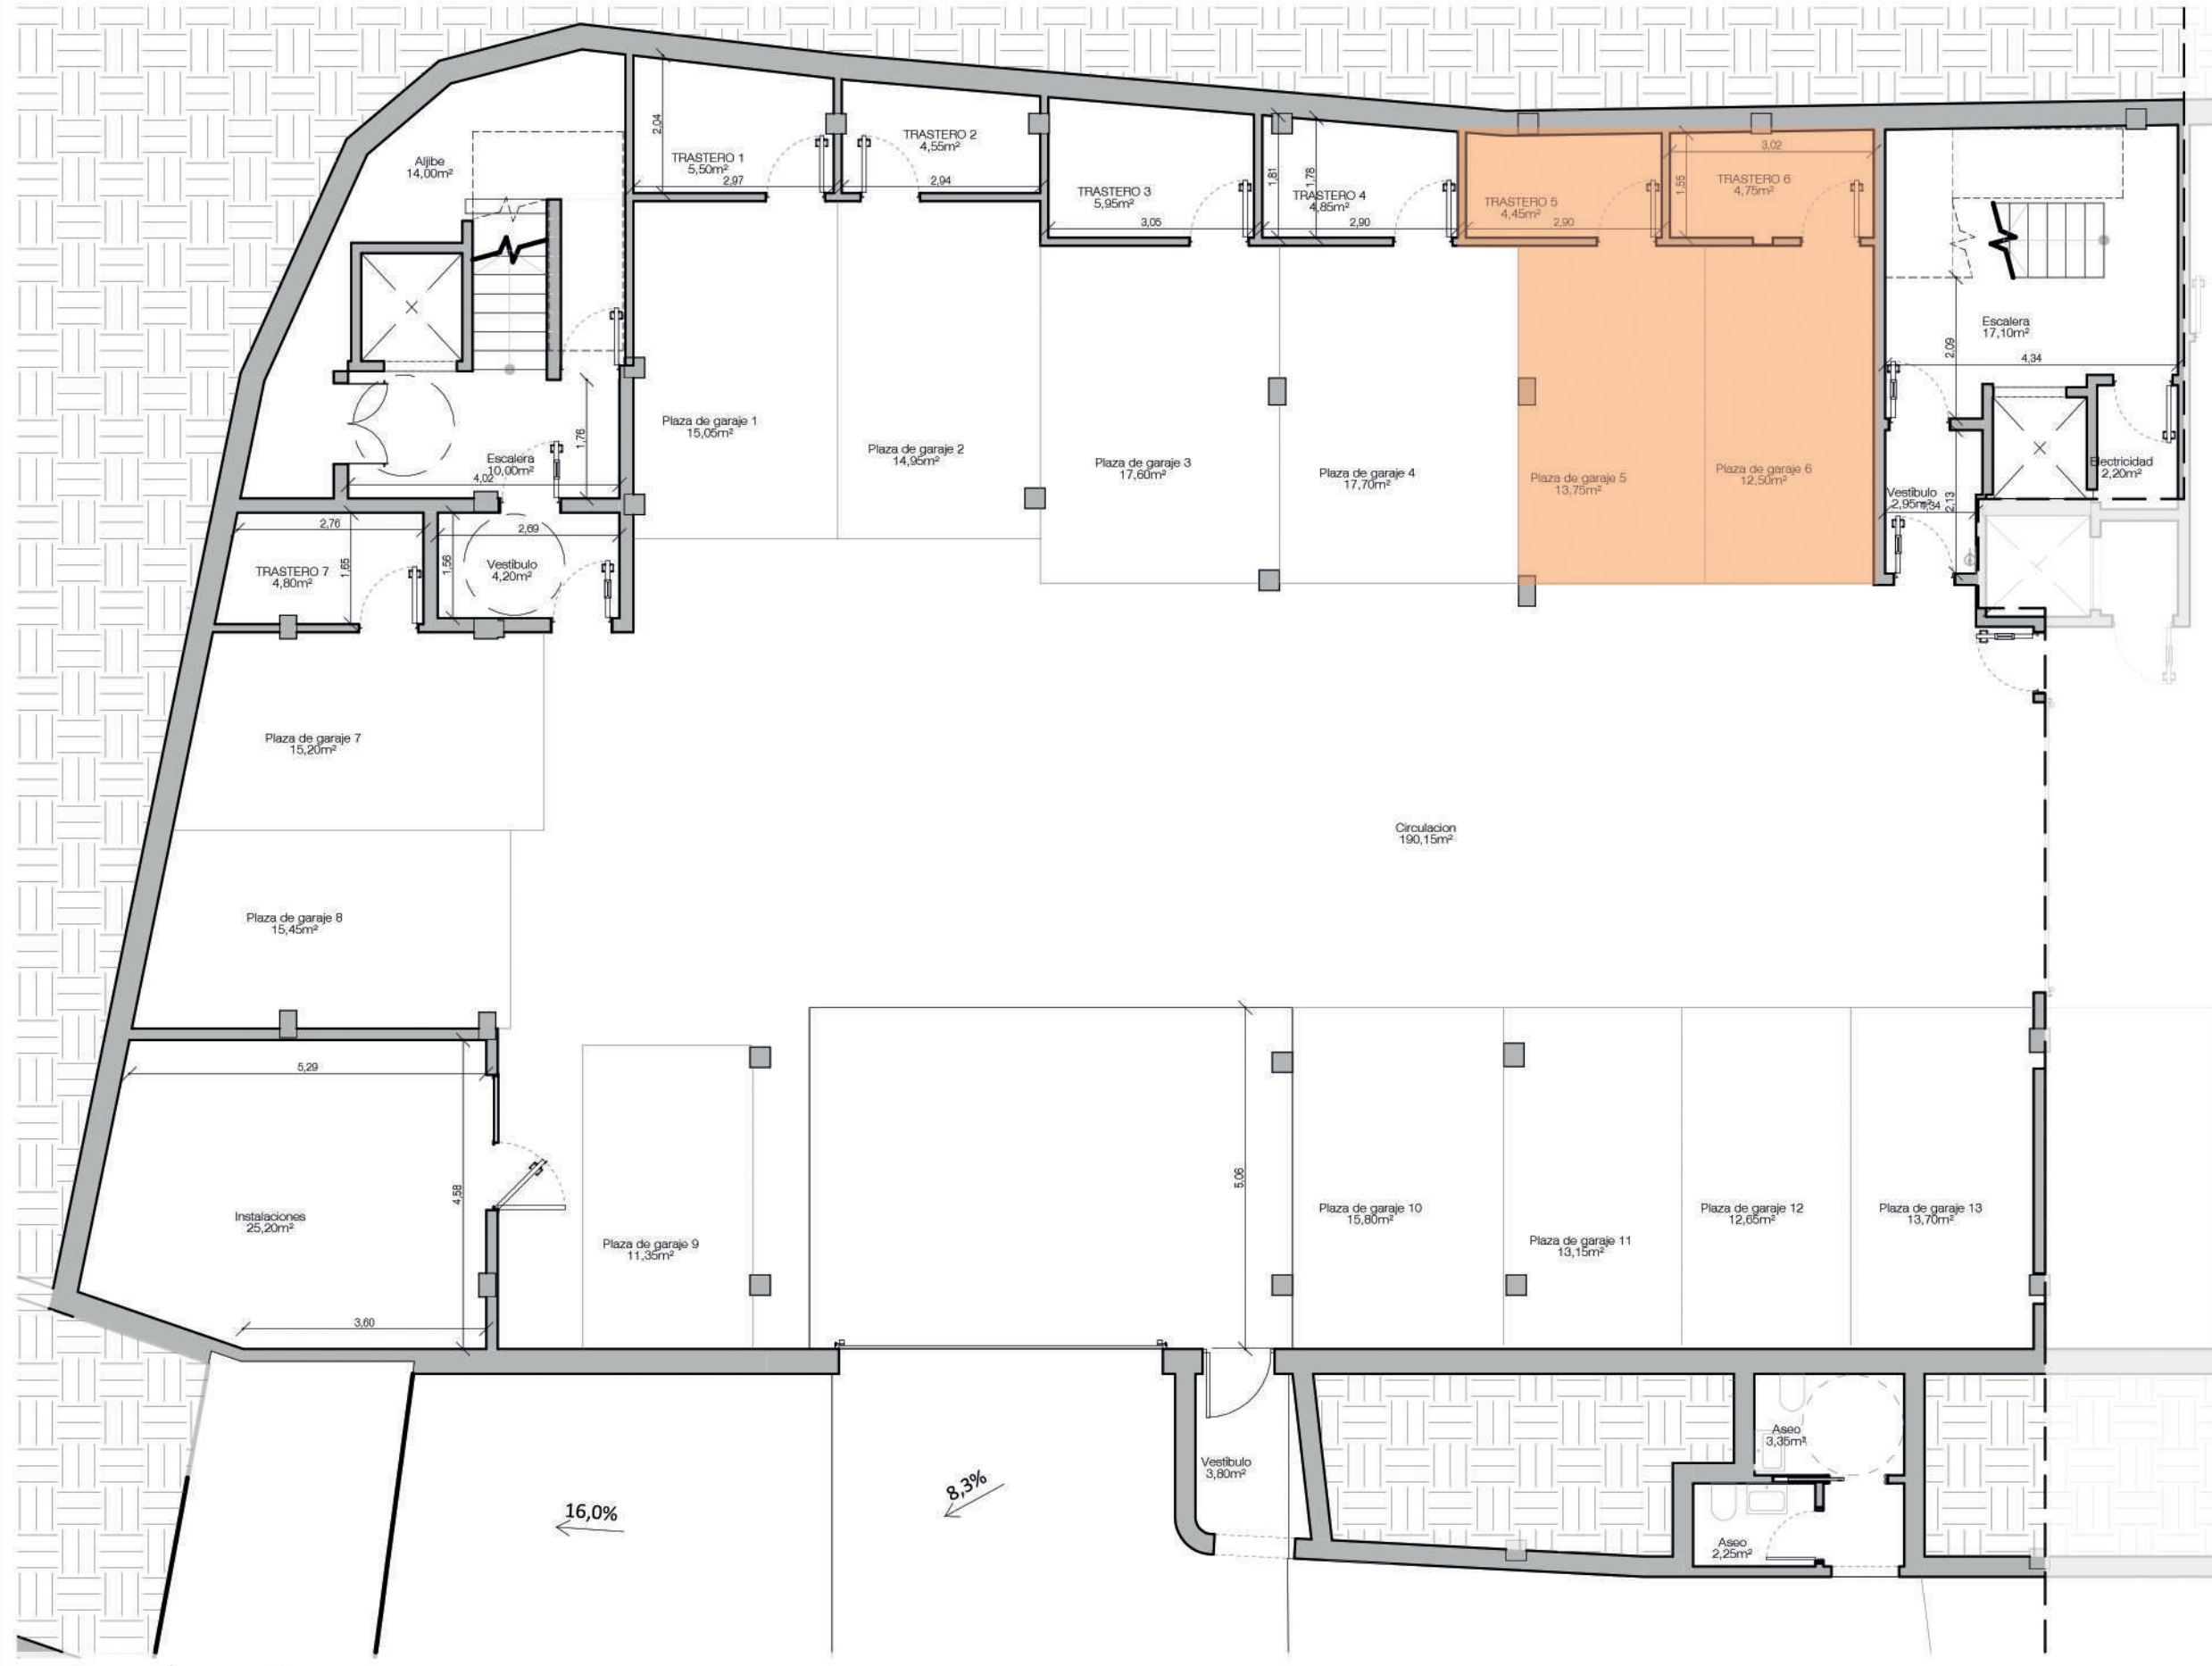 2,04
TRASTERO 1
5,50m²
2,97
TRASTERO 2
4,55m²
2,94
TRASTERO 3
5,95m²
3,05
1,81
1,78
TRASTERO 4
4,85m²
2,90
TRASTERO 5
4,45m²
2,90
1,55
3,02
TRASTERO 6
4,75m²
Aljibe
14,00m²
Escalera
17,10m²
4,34
2,09
Plaza de garaje 1
15,05m²
Plaza de garaje 2
14,95m²
Plaza de garaje 3
17,60m²
Plaza de garaje 4
17,70m²
Plaza de garaje 5
13,75m²
Plaza de garaje 6
12,50m²
1,76
Escalera
10,00m²
4,02
Electricidad
2,20m²
Vestíbulo
2,95m²
2,13
2,76
1,65
TRASTERO 7
4,80m²
2,69
1,56
Vestíbulo
4,20m²
Plaza de garaje 7
15,20m²
Circulacion
190,15m²
Plaza de garaje 8
15,45m²
5,29
4,58
Instalaciones
25,20m²
3,60
Plaza de garaje 9
11,35m²
5,06
Plaza de garaje 10
15,80m²
Plaza de garaje 11
13,15m²
Plaza de garaje 12
12,65m²
Plaza de garaje 13
13,70m²
Vestíbulo
3,80m²
Aseo
3,35m²
Aseo
2,25m²
16,0%
8,3%